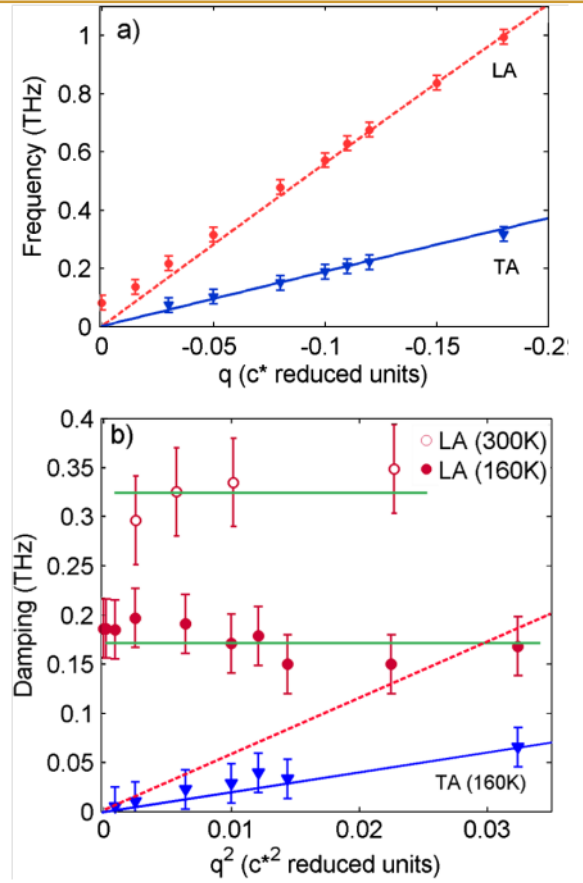 a)
1
0.8
0.6
0.4
0.2
0
Frequency (THz)
LA
TA
0 -0.05 -0.1 -0.15 -0.2
q (c* reduced units)
b)
0.4
0.35
0.3
0.25
0.2
0.15
0.1
0.05
0
Damping (THz)
LA (300K)
LA (160K)
TA (160K)
0 0.01 0.02 0.03
q² (c*² reduced units)